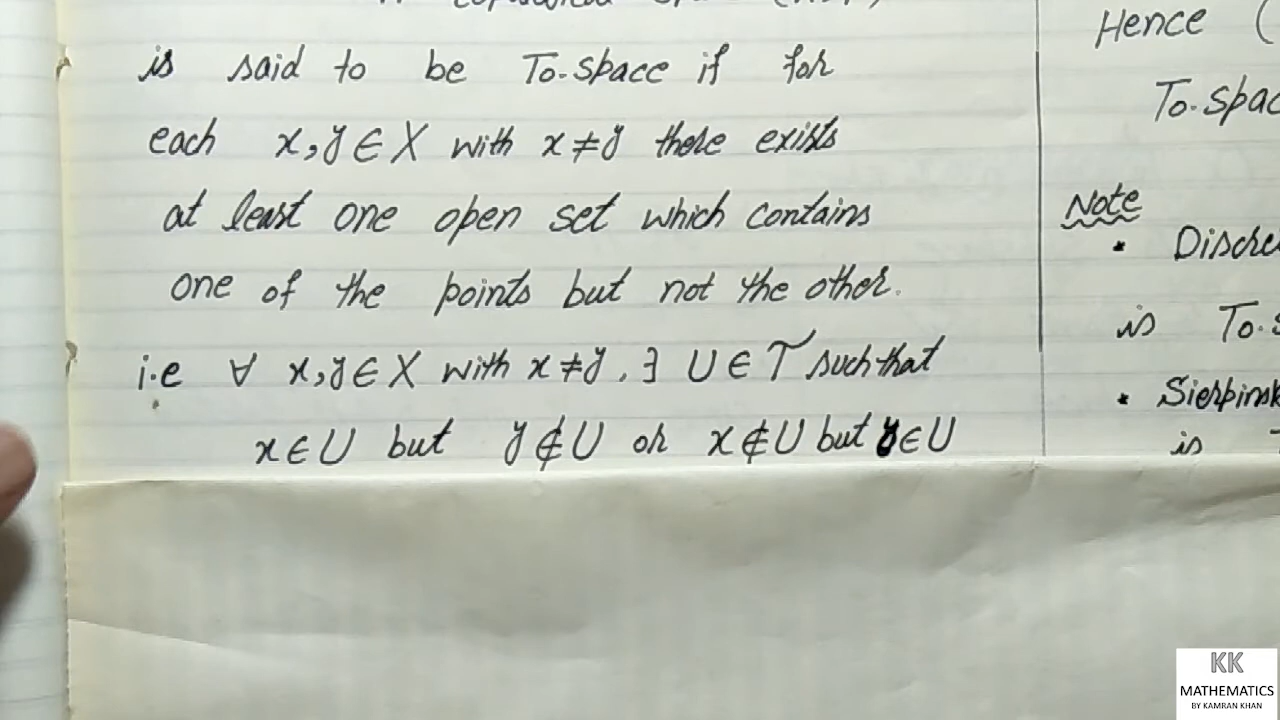 is said to be To-space if for
each x,y∈X with x≠y there exists
at least one open set which contains
one of the points but not the other.
i.e ∀ x,y∈X with x≠y, ∃ U∈τ such that
x∈U but y∉U or x∉U but y∈U
Hence (
To-spac
Note
• Discre
is To-s
• Sierpinsk
is
KK
MATHEMATICS
BY KAMRAN KHAN